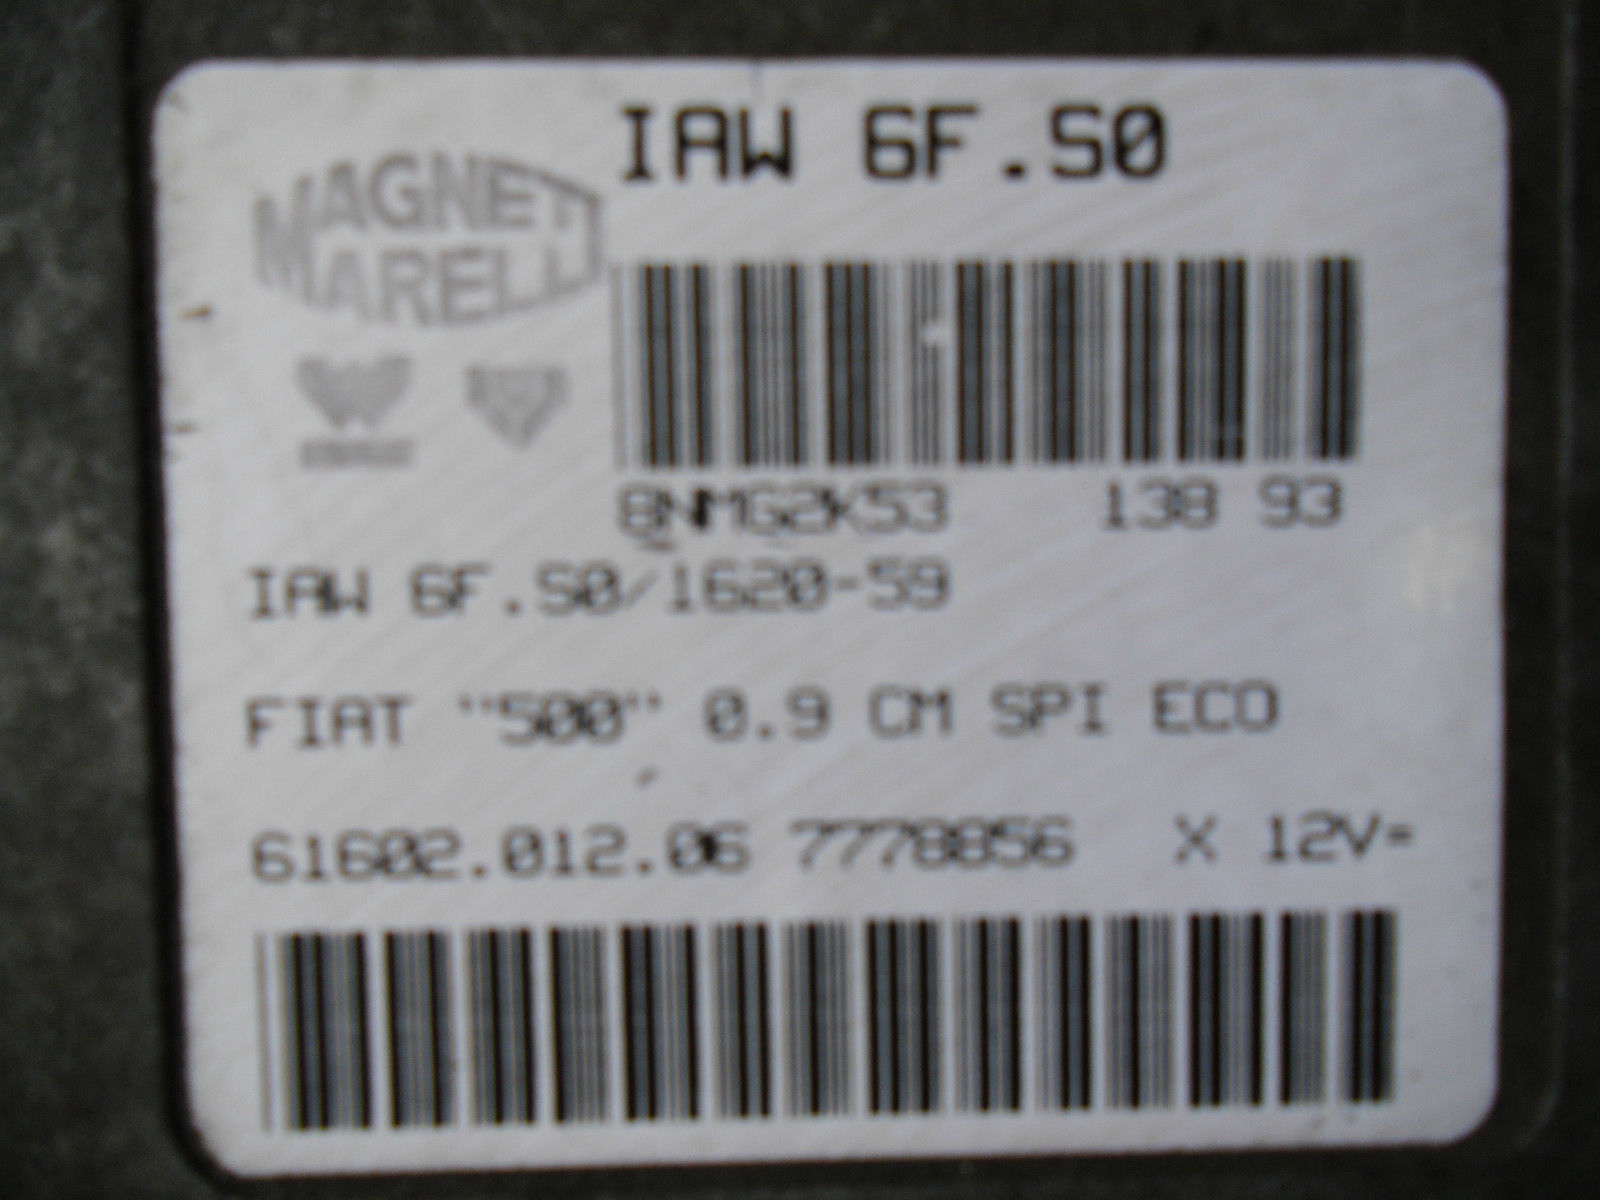 IAW 6F.S0
MAGNETI
MARELLI
8NMG2K53 138 93
IAW 6F.S0/1620-59
FIAT "500" 0.9 CM SPI ECO
61602.012.06 7778856 X 12V=